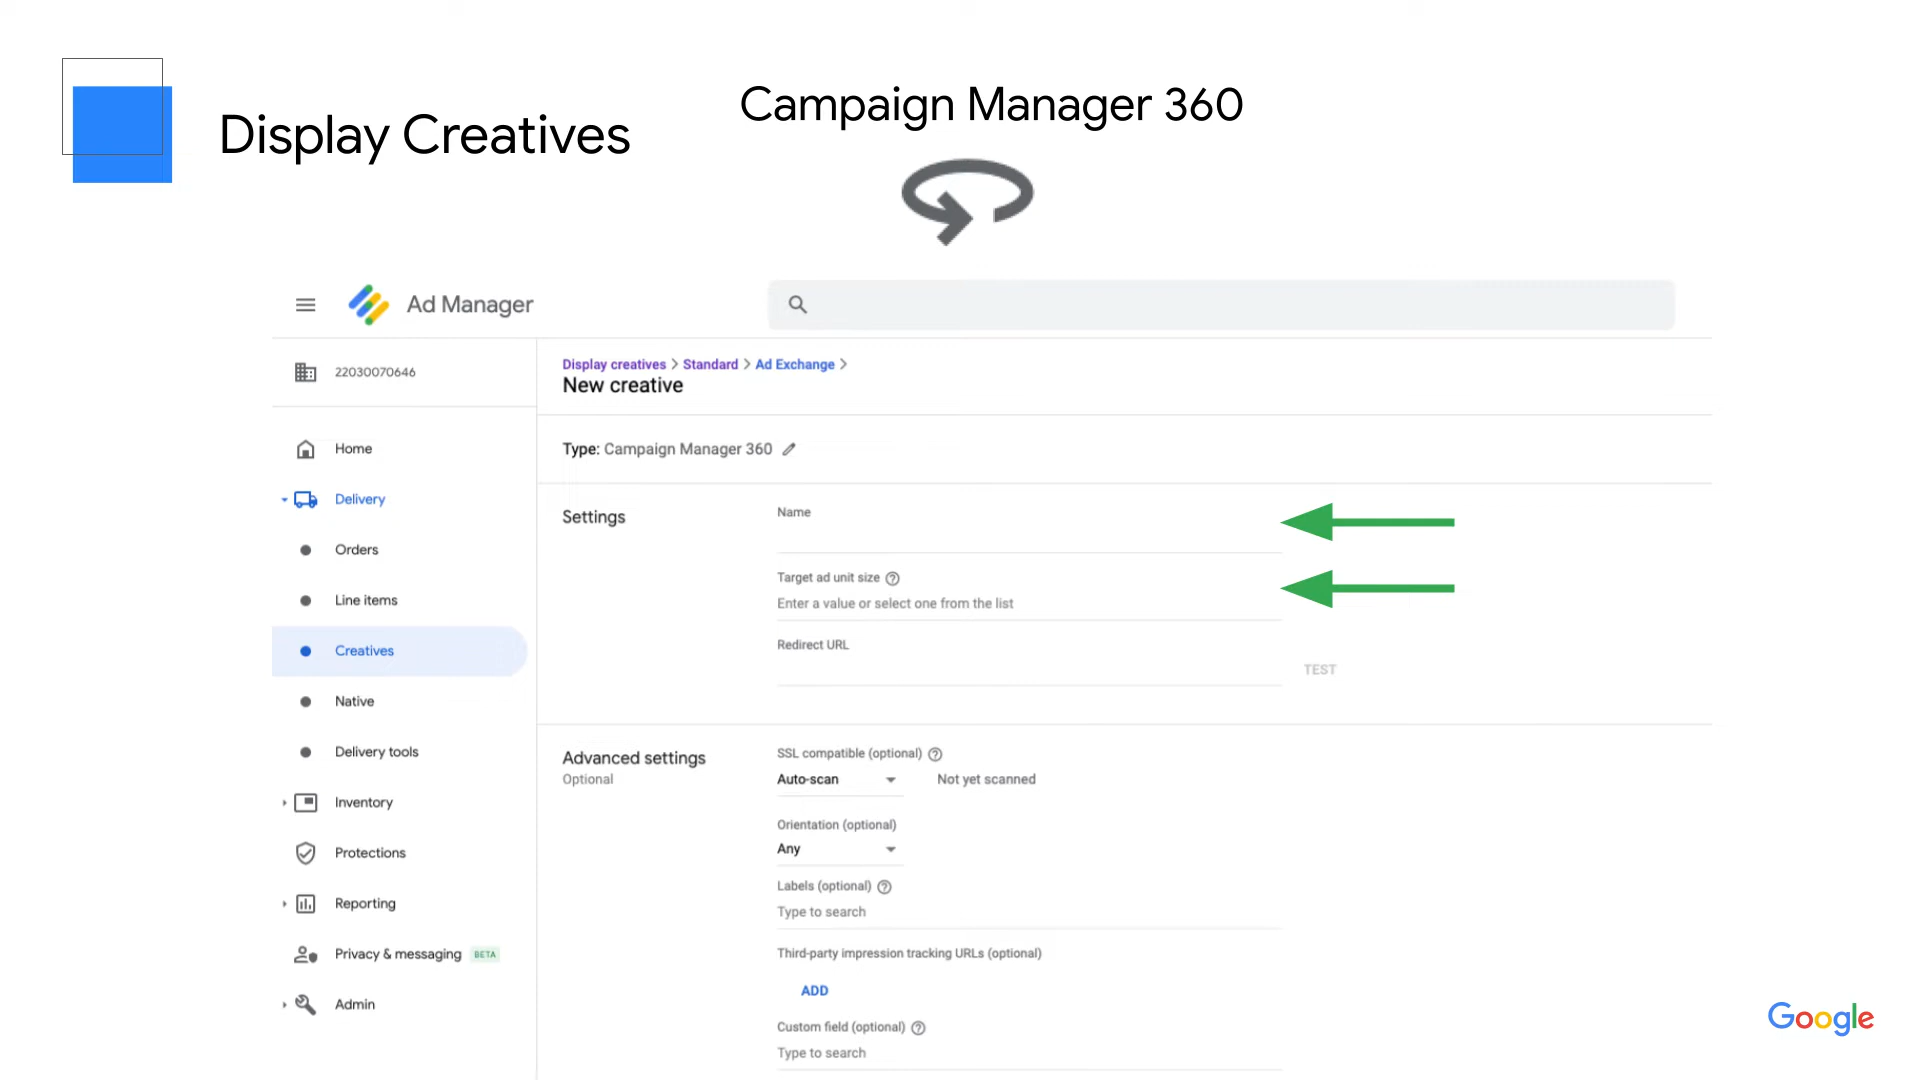 Display Creatives
Campaign Manager 360
Ad Manager
22030070646
Display creatives > Standard > Ad Exchange >
New creative
Home
Type: Campaign Manager 360
Delivery
Settings
Name
Orders
Target ad unit size
Line items
Enter a value or select one from the list
Creatives
Redirect URL
TEST
Native
Delivery tools
Advanced settings
Optional
SSL compatible (optional)
Auto-scan
Not yet scanned
Inventory
Orientation (optional)
Any
Protections
Labels (optional)
Type to search
Reporting
Privacy & messaging BETA
Third-party impression tracking URLs (optional)
ADD
Admin
Custom field (optional)
Type to search
Google